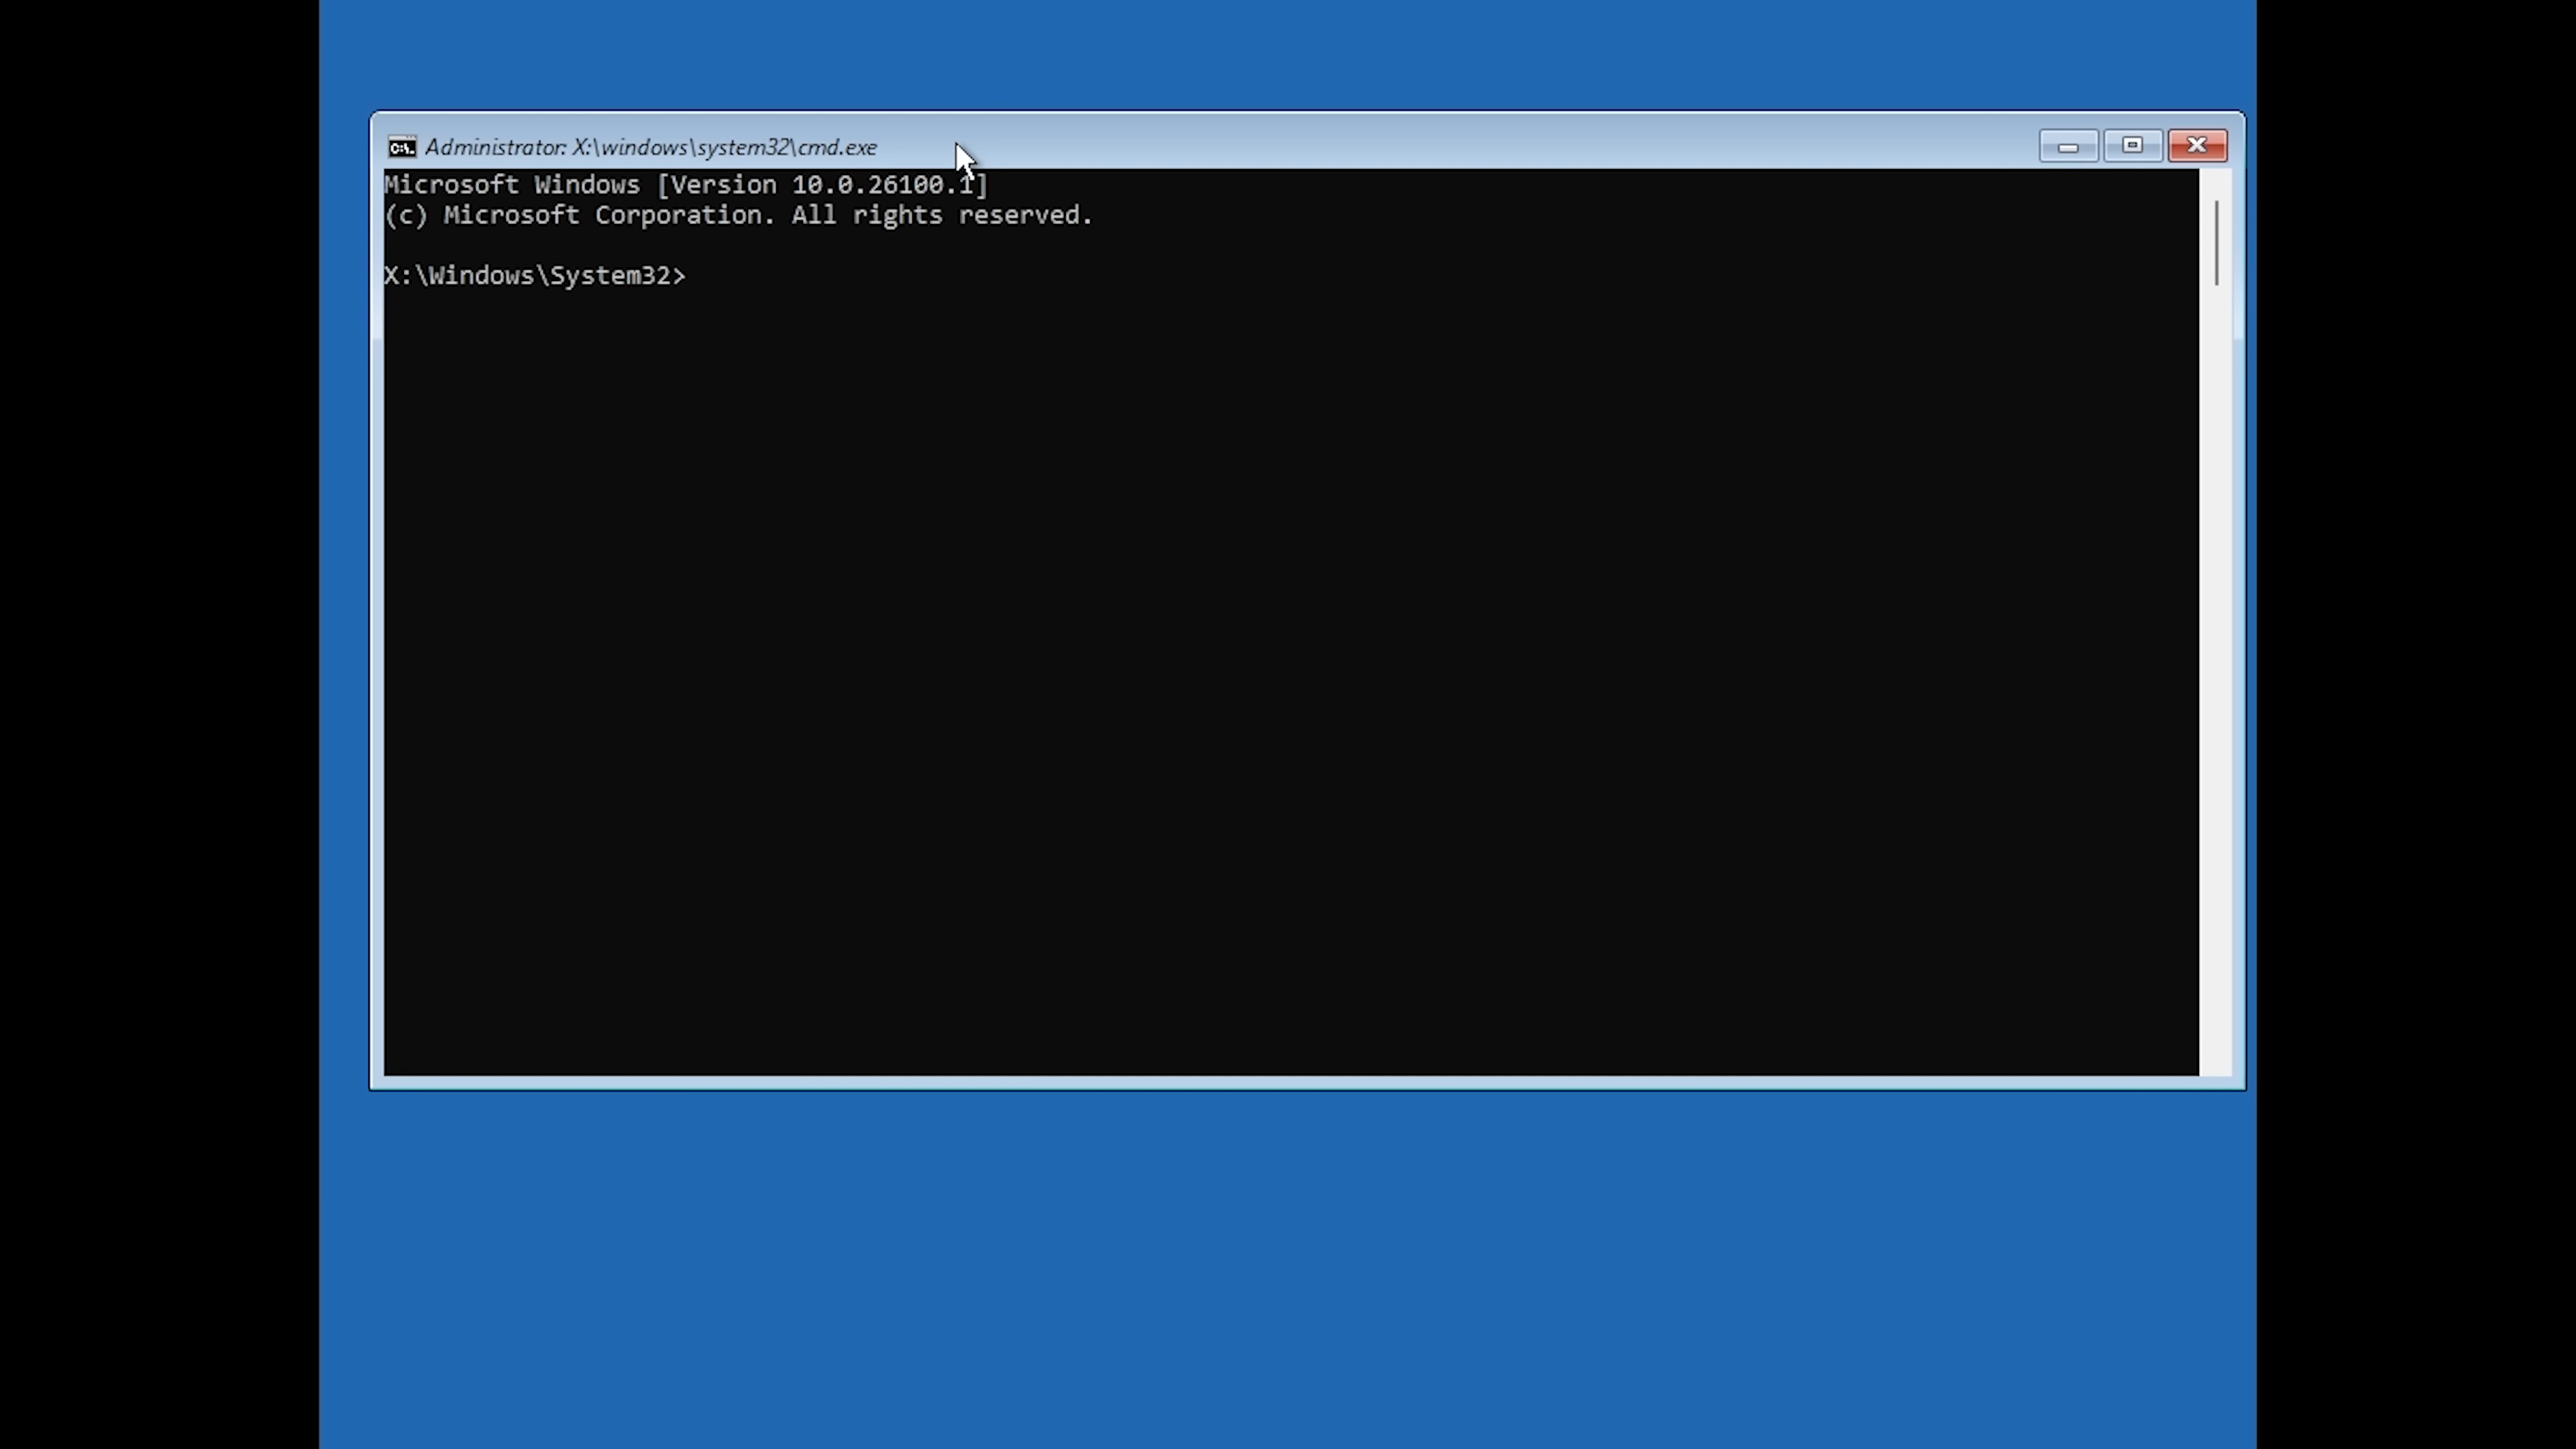 Administrator: X:\windows\system32\cmd.exe
Microsoft Windows [Version 10.0.26100.1]
(c) Microsoft Corporation. All rights reserved.
X:\Windows\System32>